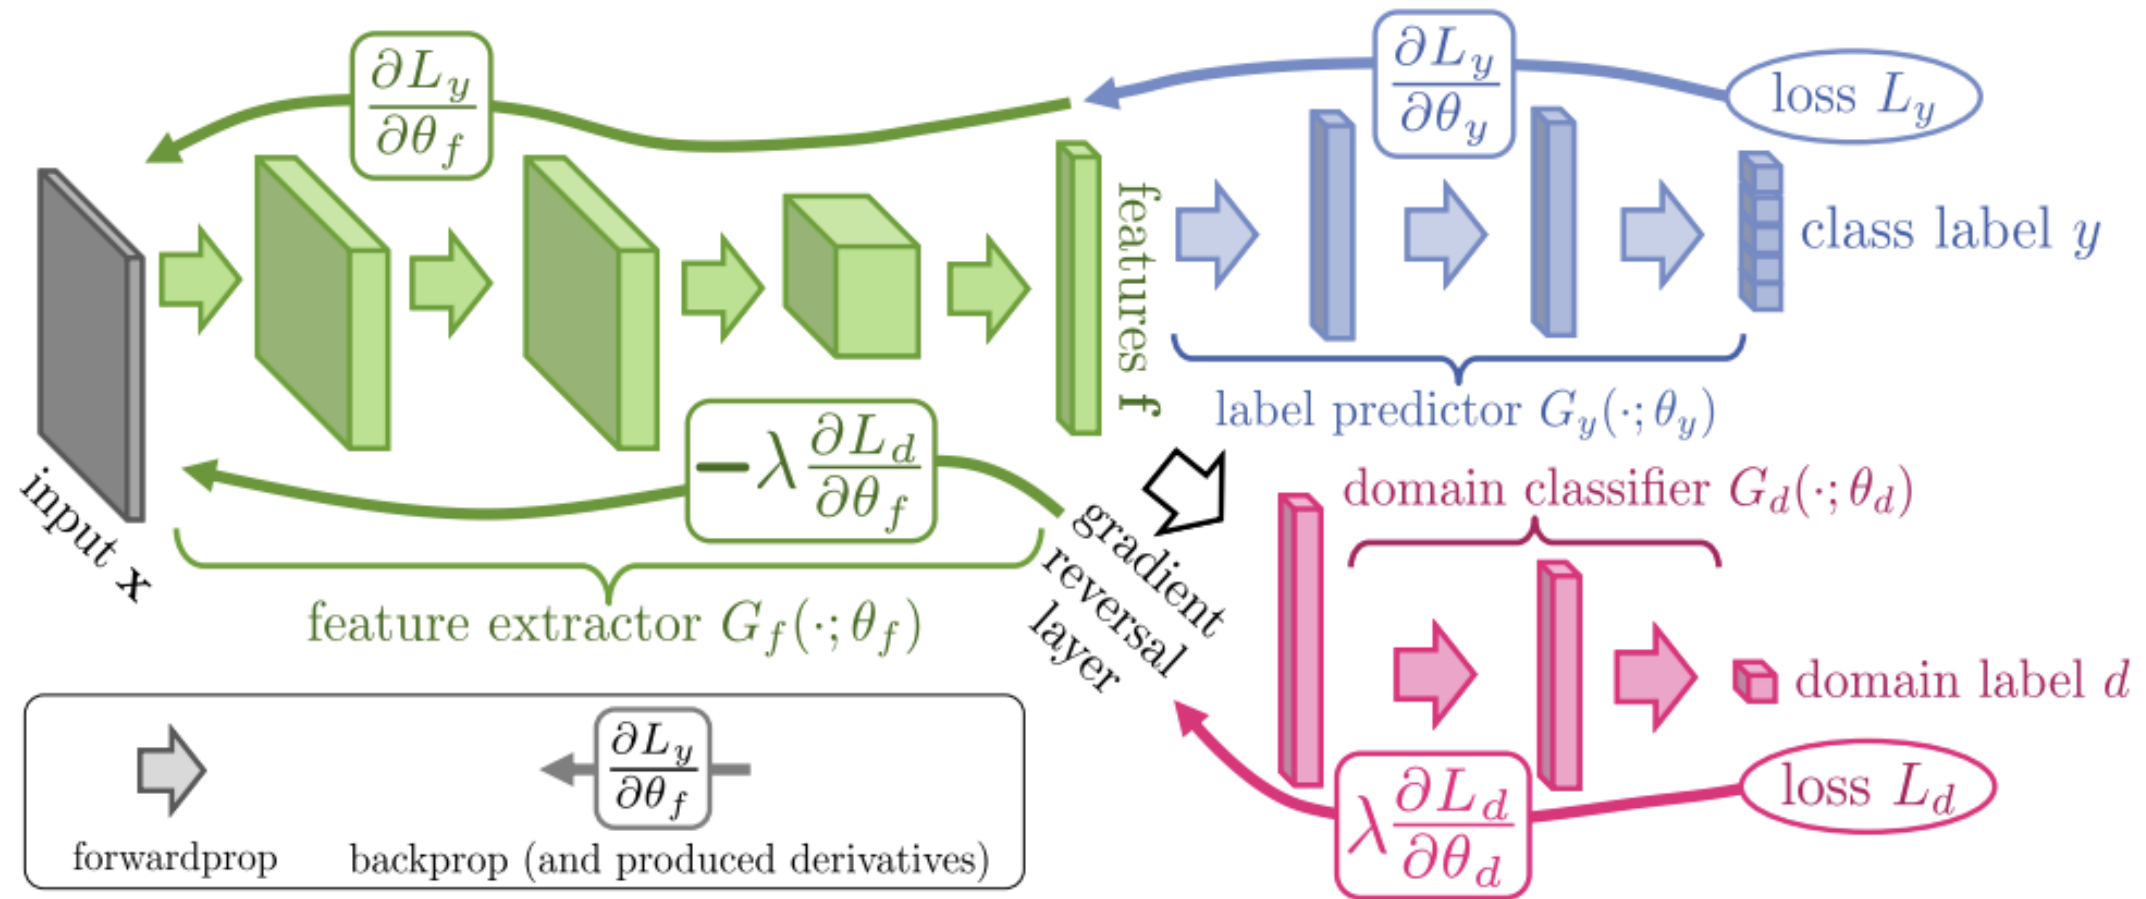 ∂L_y
∂θ_f
∂L_y
∂θ_y
loss L_y
features f
class label y
label predictor G_y(·; θ_y)
−λ ∂L_d
∂θ_f
input x
feature extractor G_f(·; θ_f)
gradient
reversal
layer
domain classifier G_d(·; θ_d)
domain label d
λ ∂L_d
∂θ_d
loss L_d
∂L_y
∂θ_f
forwardprop
backprop (and produced derivatives)